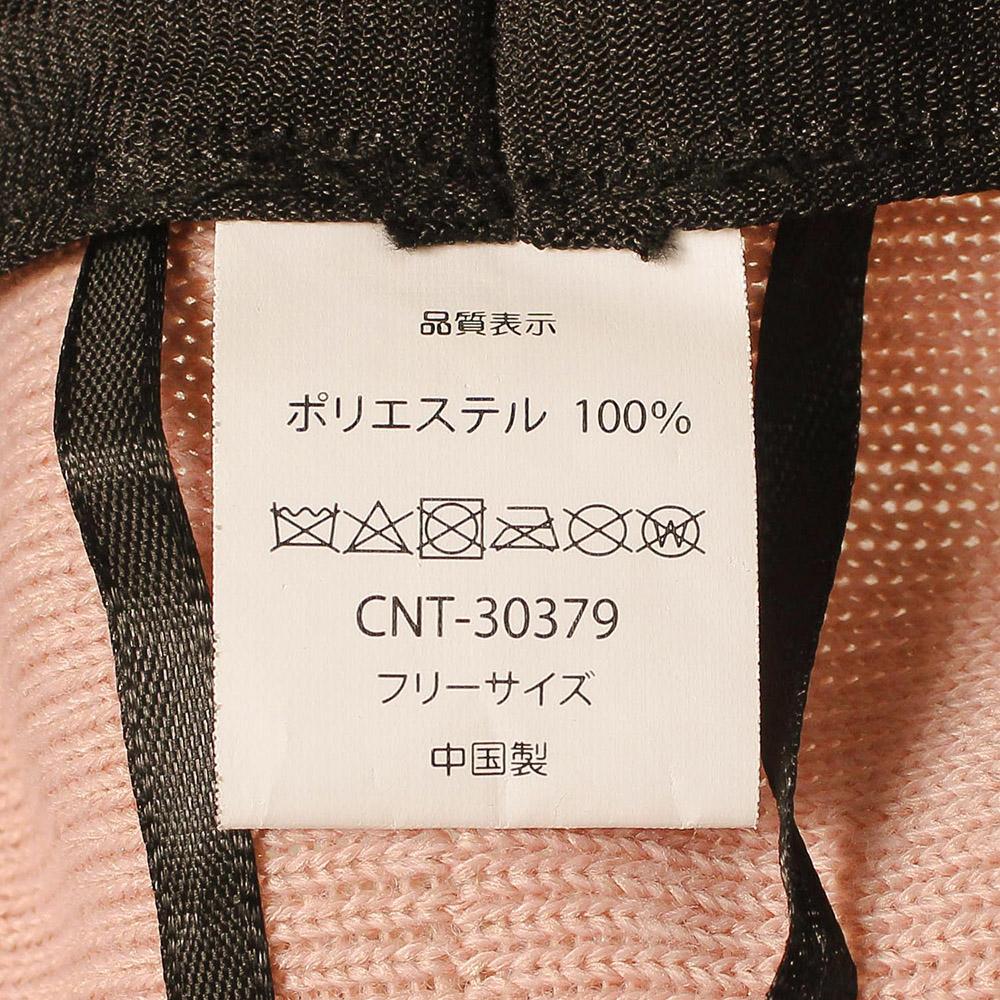 品質表示
ポリエステル 100%
W
CNT-30379
フリーサイズ
中国製